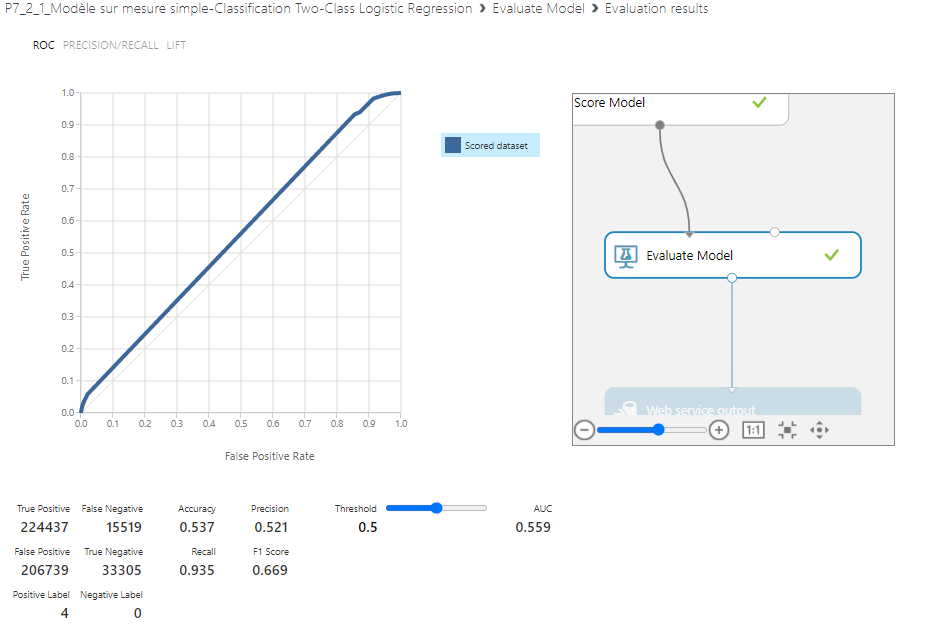 P7_2_1_Modèle sur mesure simple-Classification Two-Class Logistic Regression › Evaluate Model › Evaluation results
ROC PRECISION/RECALL LIFT
1.0
0.9
0.8
0.7
0.6
0.5
0.4
0.3
0.2
0.1
0.0
True Positive Rate
0.0 0.1 0.2 0.3 0.4 0.5 0.6 0.7 0.8 0.9 1.0
False Positive Rate
Scored dataset
Score Model
Evaluate Model
Web service output
1:1
True Positive False Negative Accuracy Precision Threshold AUC
224437 15519 0.537 0.521 0.5 0.559
False Positive True Negative Recall F1 Score
206739 33305 0.935 0.669
Positive Label Negative Label
4 0